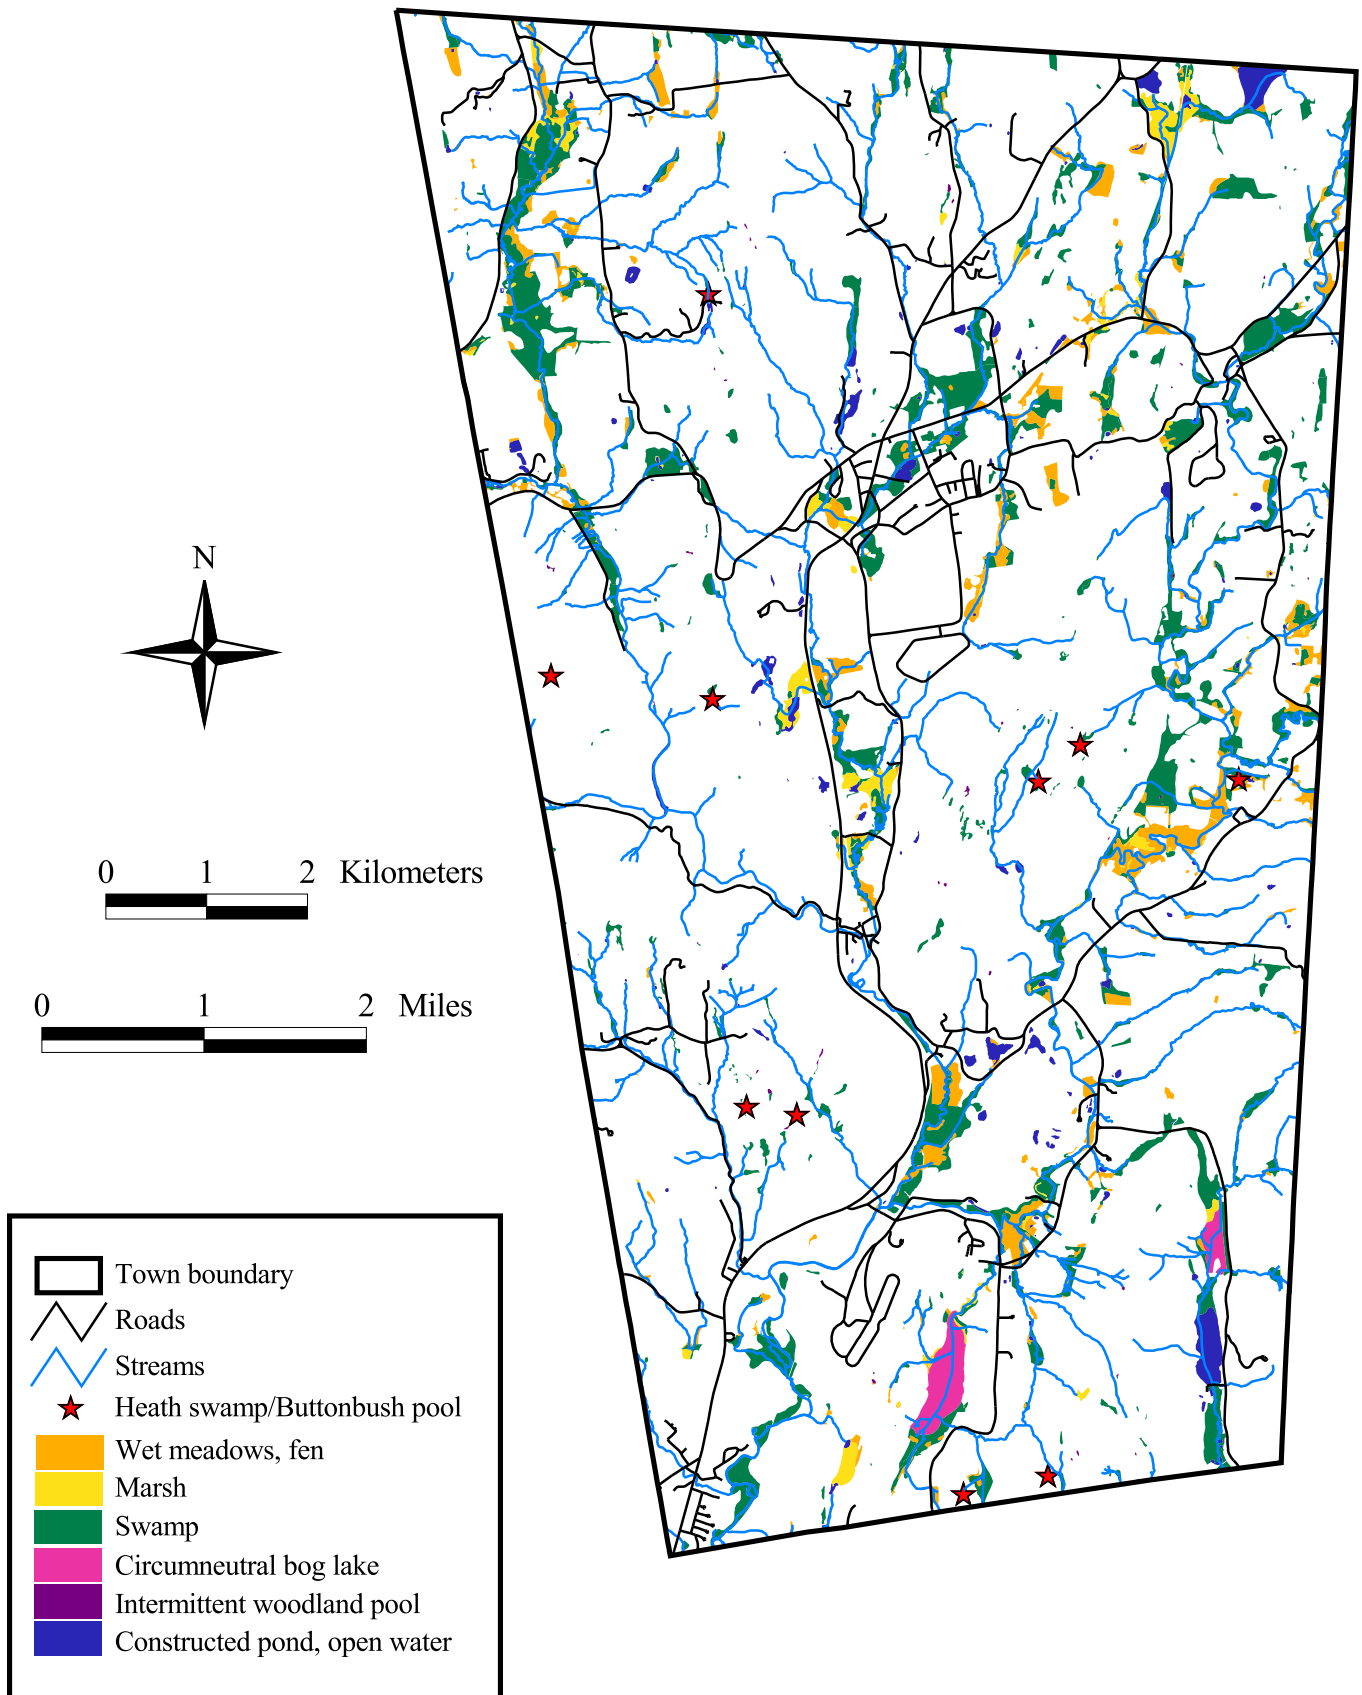 N
0 1 2 Kilometers
0 1 2 Miles
Town boundary
Roads
Streams
Heath swamp/Buttonbush pool
Wet meadows, fen
Marsh
Swamp
Circumneutral bog lake
Intermittent woodland pool
Constructed pond, open water